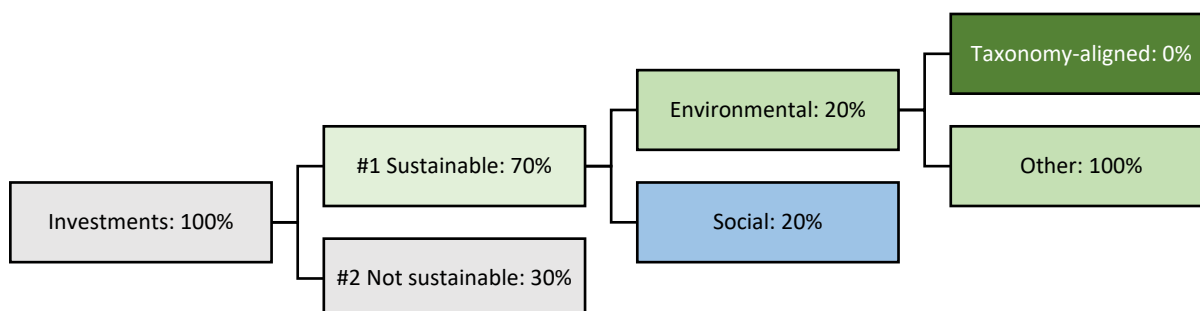 Investments: 100%
#1 Sustainable: 70%
#2 Not sustainable: 30%
Environmental: 20%
Social: 20%
Taxonomy-aligned: 0%
Other: 100%